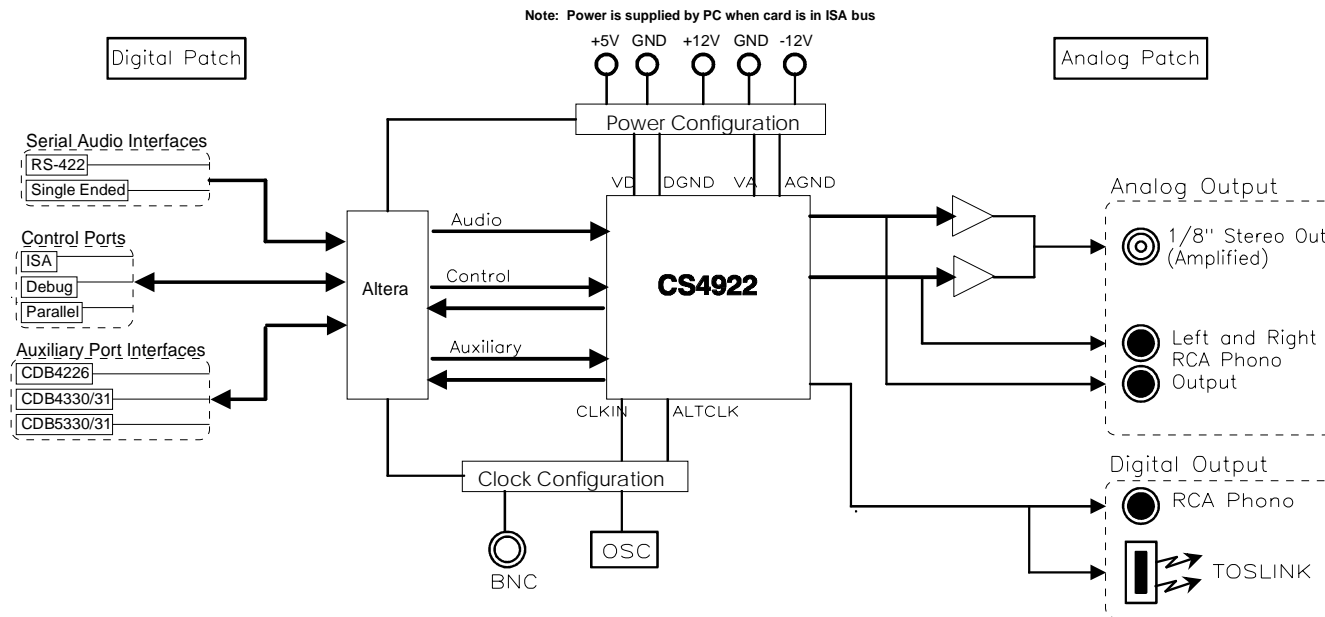 Note: Power is supplied by PC when card is in ISA bus
+5V GND +12V GND -12V
Digital Patch
Analog Patch
Power Configuration
Serial Audio Interfaces
RS-422
Single Ended
VD DGND VA AGND
Control Ports
ISA
Debug
Parallel
Altera
Audio
Control
Auxiliary
CS4922
Auxiliary Port Interfaces
CDB4226
CDB4330/31
CDB5330/31
CLKIN ALTCLK
Clock Configuration
BNC
OSC
Analog Output
1/8" Stereo Out
(Amplified)
Left and Right
RCA Phono
Output
Digital Output
RCA Phono
TOSLINK